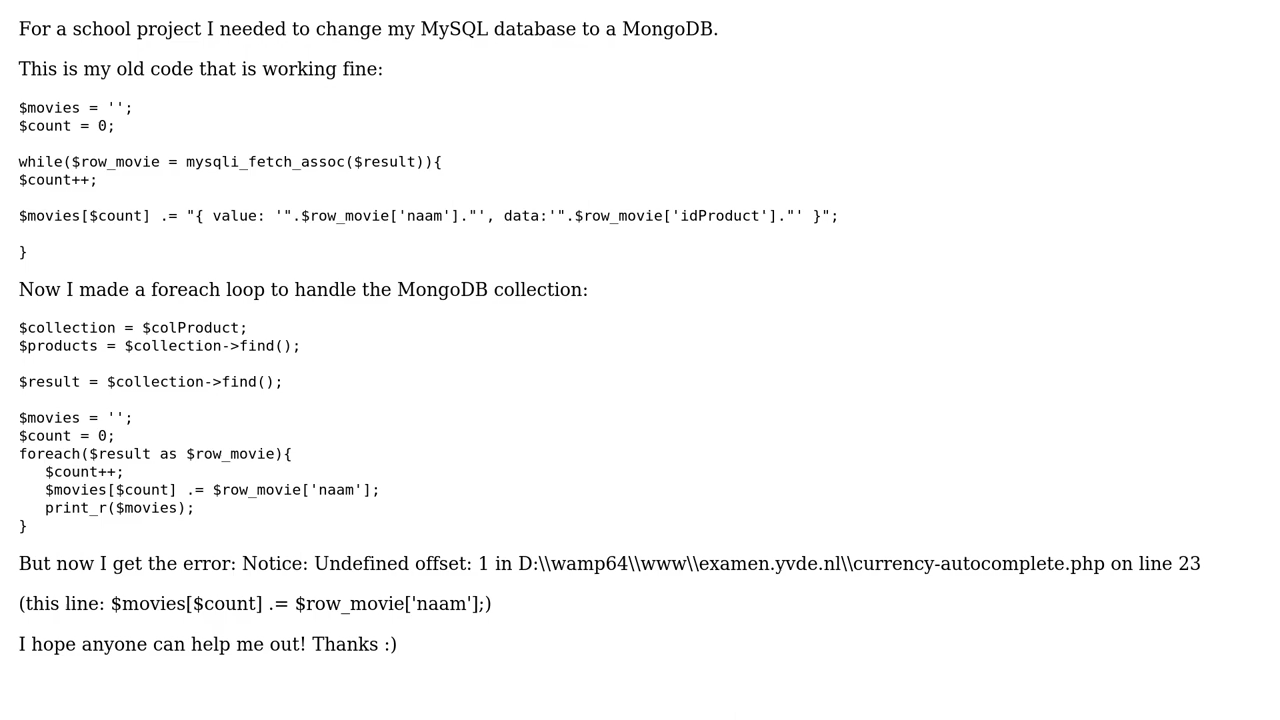 For a school project I needed to change my MySQL database to a MongoDB.
This is my old code that is working fine:
$movies = '';
$count = 0;
while($row_movie = mysqli_fetch_assoc($result)){
$count++;
$movies[$count] .= "{ value: '".$row_movie['naam']."', data:'".$row_movie['idProduct']."' }";
}
Now I made a foreach loop to handle the MongoDB collection:
$collection = $colProduct;
$products = $collection->find();
$result = $collection->find();
$movies = '';
$count = 0;
foreach($result as $row_movie){
   $count++;
   $movies[$count] .= $row_movie['naam'];
   print_r($movies);
}
But now I get the error: Notice: Undefined offset: 1 in D:\\wamp64\\www\\examen.yvde.nl\\currency-autocomplete.php on line 23
(this line: $movies[$count] .= $row_movie['naam'];)
I hope anyone can help me out! Thanks :)